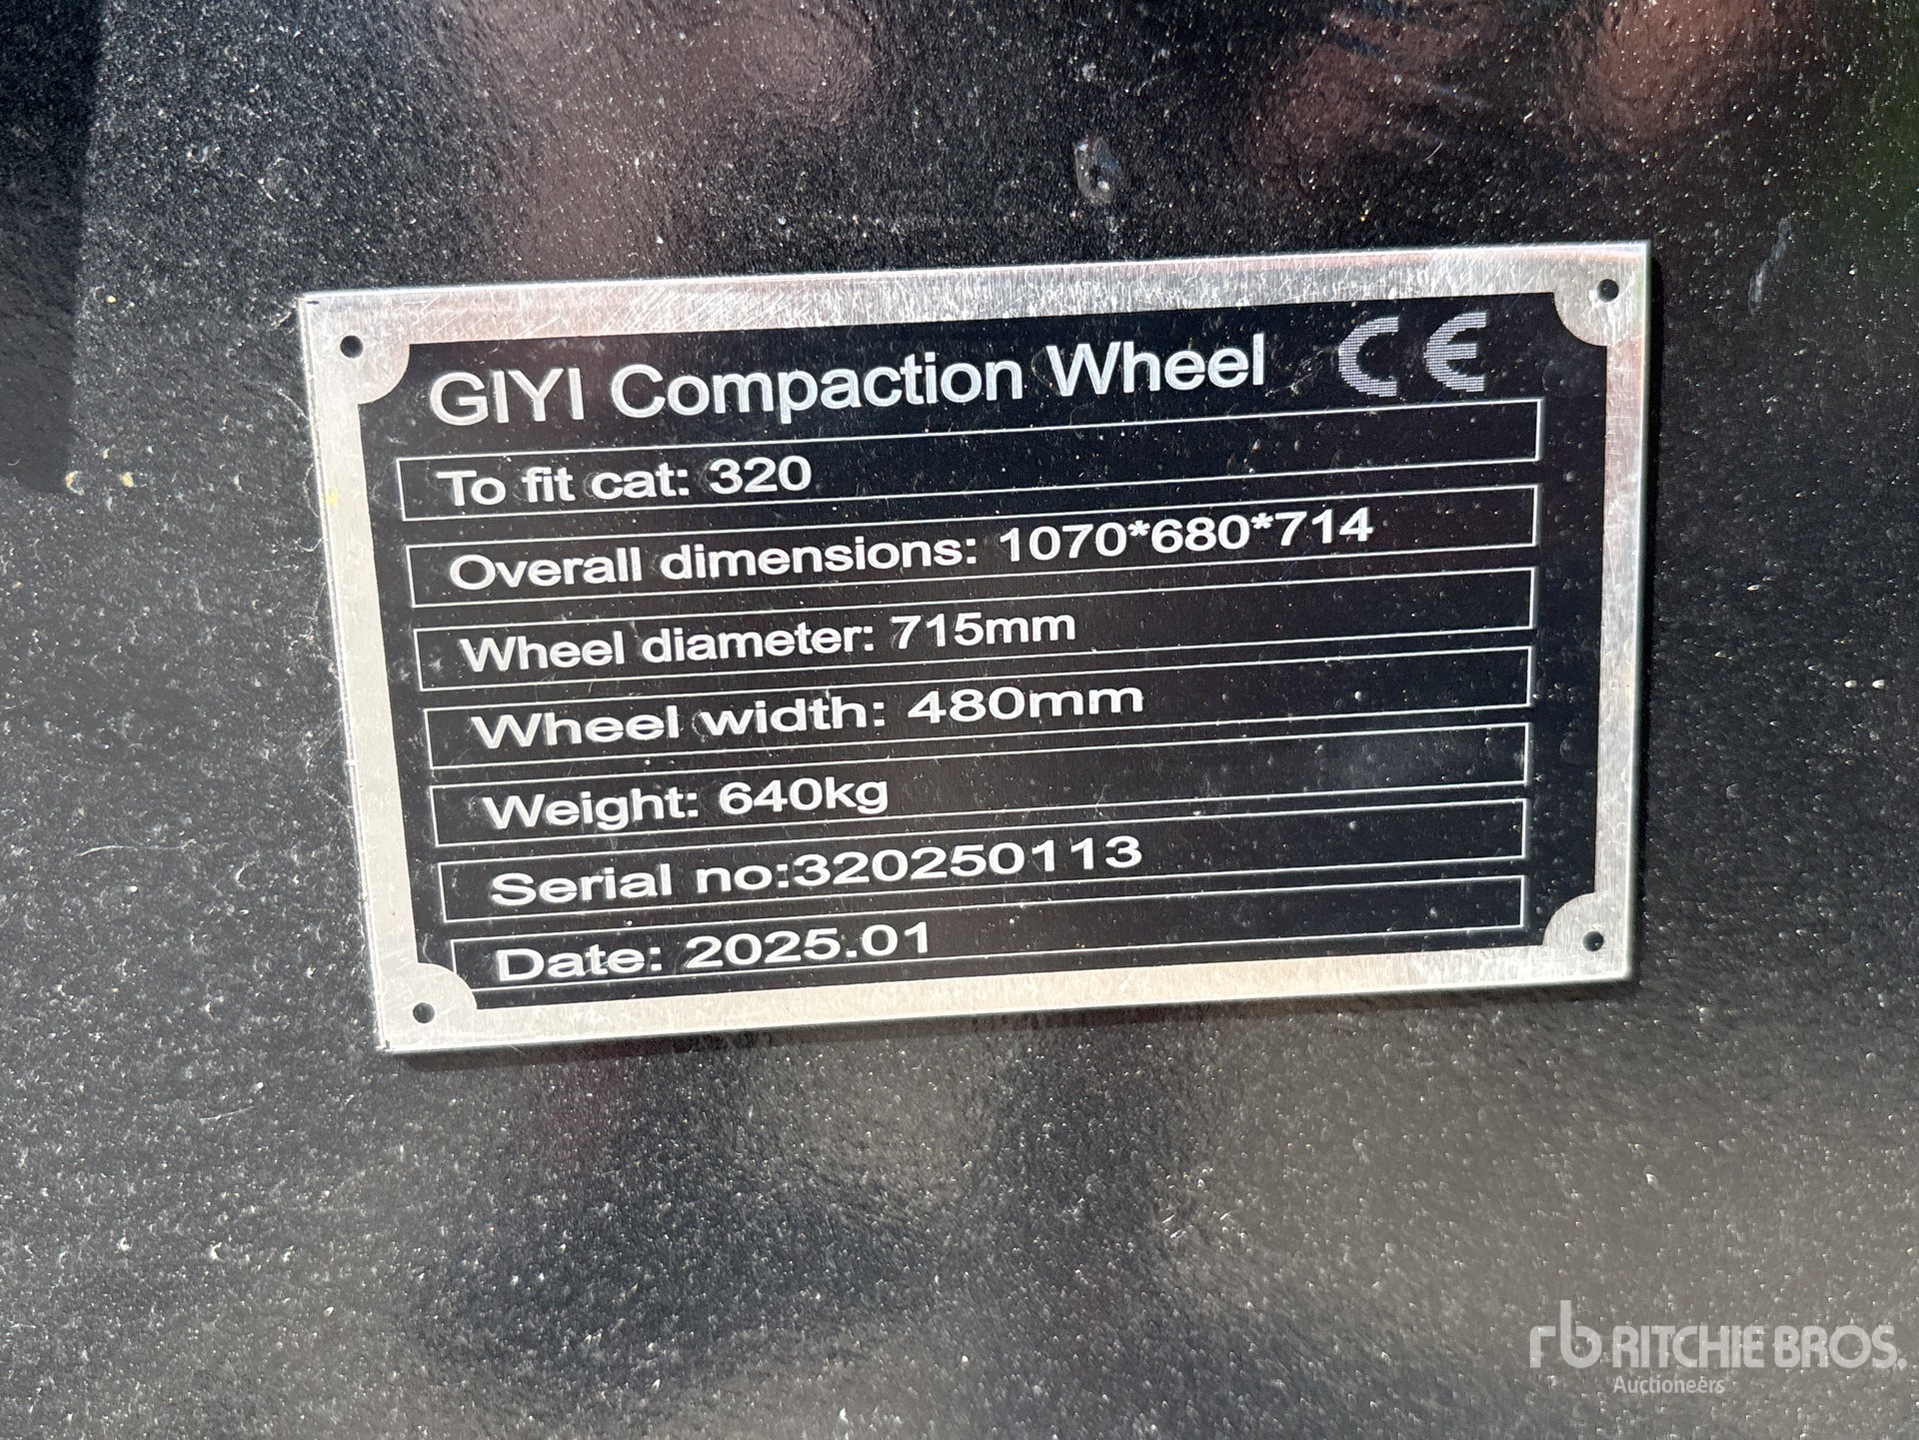 GIYI Compaction Wheel CE
To fit cat: 320
Overall dimensions: 1070*680*714
Wheel diameter: 715mm
Wheel width: 480mm
Weight: 640kg
Serial no:320250113
Date: 2025.01
rb RITCHIE BROS.
Auctioneers